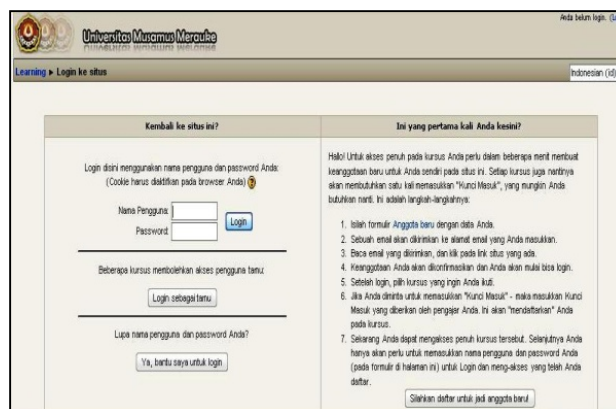 Anda belum login.
Universitas Musamus Merauke
Learning ► Login ke situs
Indonesian (id)
Kembali ke situs ini?
Login disini menggunakan nama pengguna dan password Anda:
(Cookie harus diaktifkan pada browser Anda)
Nama Pengguna:
Password:
Login
Beberapa kursus membolehkan akses pengguna tamu:
Login sebagai tamu
Lupa nama pengguna dan password Anda?
Ya, bantu saya untuk login
Ini yang pertama kali Anda kesini?
Hallo! Untuk akses penuh pada kursus Anda perlu dalam beberapa menit membuat
keanggotaan baru untuk Anda sendiri pada situs ini. Setiap kursus juga nantinya
akan membutuhkan satu kali memasukkan "Kunci Masuk", yang mungkin Anda
butuhkan nanti. Ini adalah langkah-langkahnya:
1. Isilah formulir Anggota baru dengan data Anda.
2. Sebuah email akan dikirimkan ke alamat email yang Anda masukkan.
3. Baca email yang dikirimkan, dan klik pada link situs yang ada.
4. Keanggotaan Anda akan dikonfirmasikan dan Anda akan mulai bisa login.
5. Setelah login, pilih kursus yang ingin Anda ikuti.
6. Jika Anda diminta untuk memasukkan "Kunci Masuk" - maka masukkan Kunci
Masuk yang diberikan oleh pengajar Anda. Ini akan "mendaftarkan" Anda
pada kursus.
7. Sekarang Anda dapat mengakses penuh kursus tersebut. Selanjutnya Anda
hanya akan perlu untuk memasukkan nama pengguna dan password Anda
(pada formulir di halaman ini) untuk Login dan meng-akses yang telah Anda
daftar.
Silahkan daftar untuk jadi anggota baru!